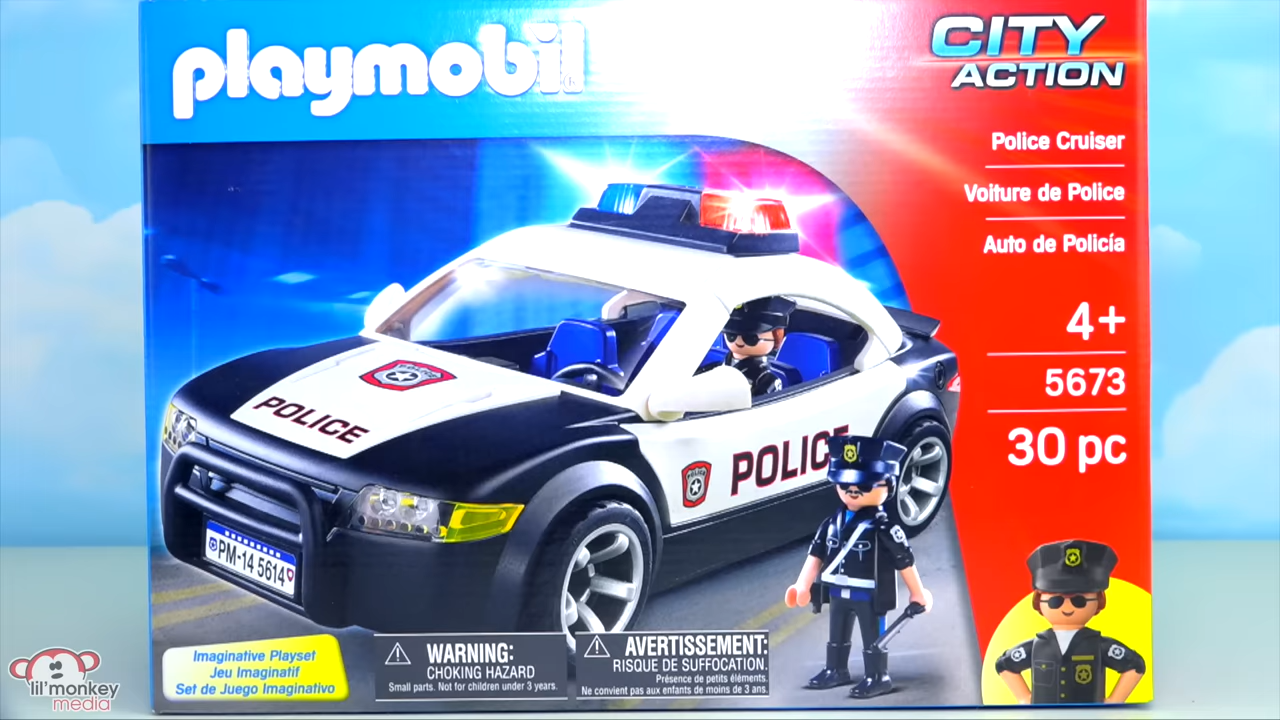 playmobil
CITY
ACTION
Police Cruiser
Voiture de Police
Auto de Policía
4+
5673
30 pc
POLICE
POLICE
POLICE
PM-14 5614
Imaginative Playset
Jeu Imaginatif
Set de Juego Imaginativo
WARNING:
CHOKING HAZARD
Small parts. Not for children under 3 years.
AVERTISSEMENT:
RISQUE DE SUFFOCATION.
Présence de petits éléments.
Ne convient pas aux enfants de moins de 3 ans.
lil'monkey
media